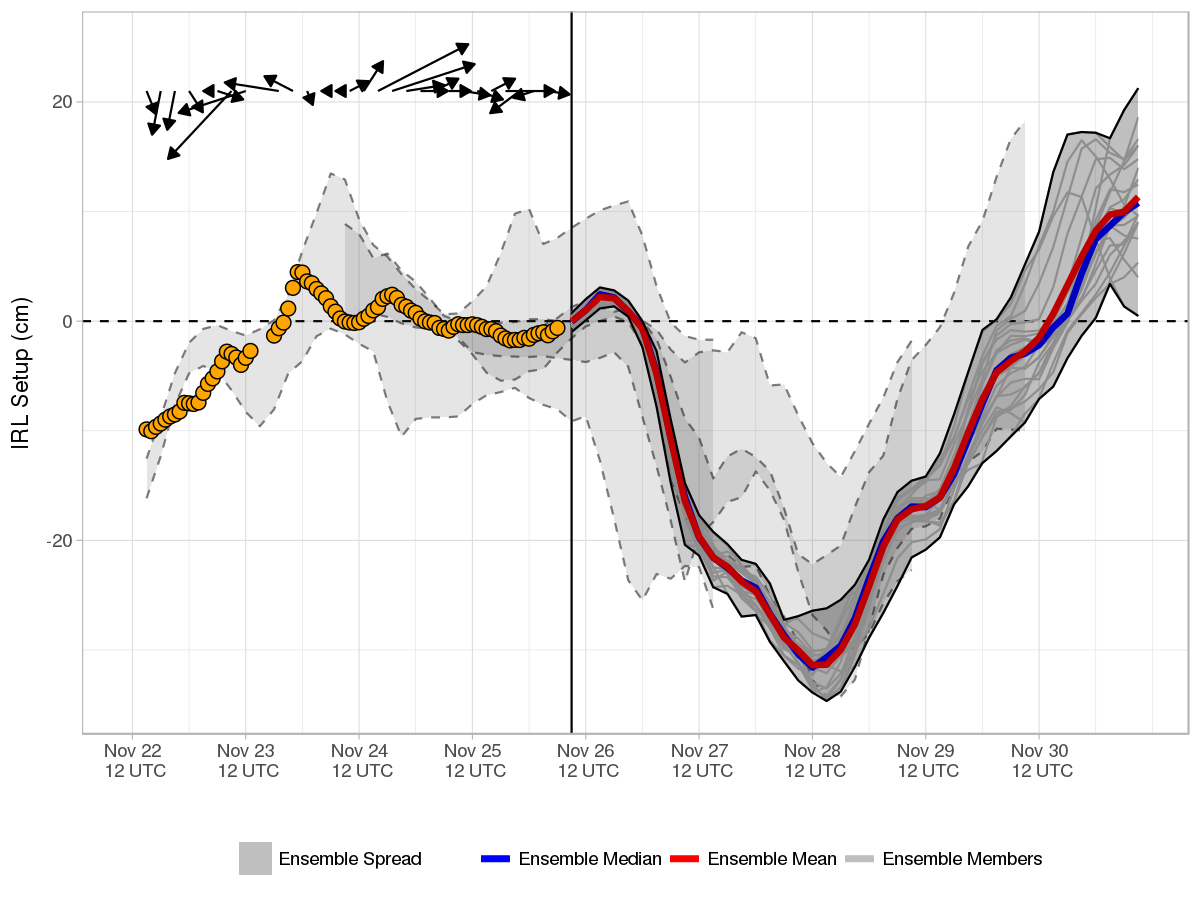 IRL Setup (cm)
20
0
-20
Nov 22 Nov 23 Nov 24 Nov 25 Nov 26 Nov 27 Nov 28 Nov 29 Nov 30
12 UTC 12 UTC 12 UTC 12 UTC 12 UTC 12 UTC 12 UTC 12 UTC 12 UTC
Ensemble Spread Ensemble Median Ensemble Mean Ensemble Members